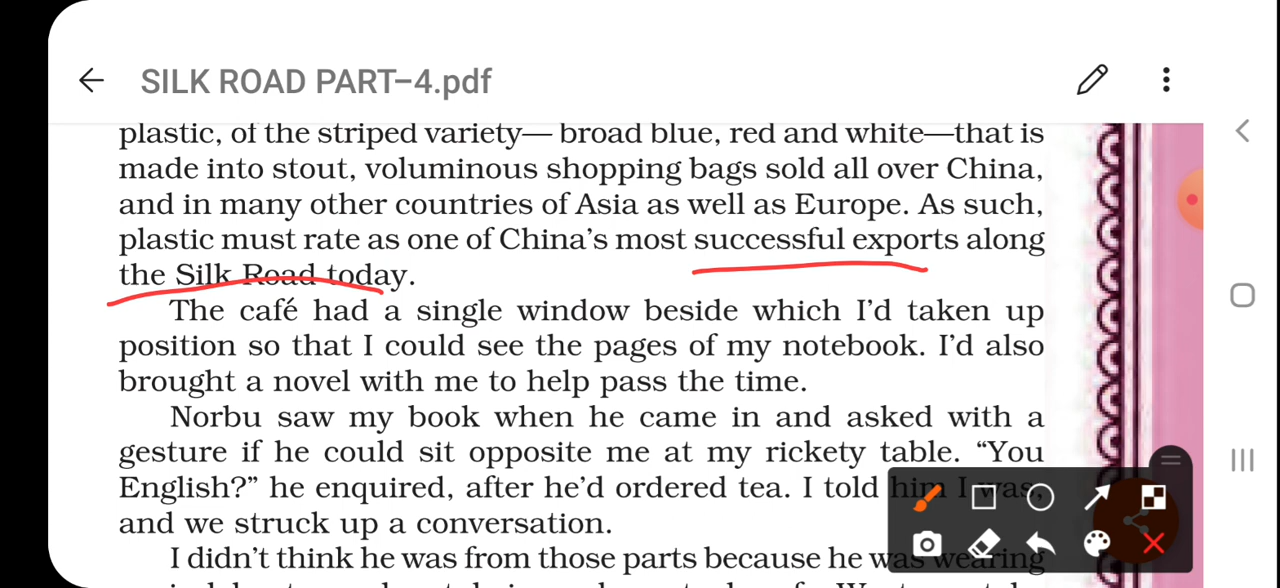 SILK ROAD PART-4.pdf
plastic, of the striped variety— broad blue, red and white—that is
made into stout, voluminous shopping bags sold all over China,
and in many other countries of Asia as well as Europe. As such,
plastic must rate as one of China's most successful exports along
the Silk Road today.
The café had a single window beside which I'd taken up
position so that I could see the pages of my notebook. I'd also
brought a novel with me to help pass the time.
Norbu saw my book when he came in and asked with a
gesture if he could sit opposite me at my rickety table. “You
English?” he enquired, after he'd ordered tea. I told him I was,
and we struck up a conversation.
I didn't think he was from those parts because he was wearing